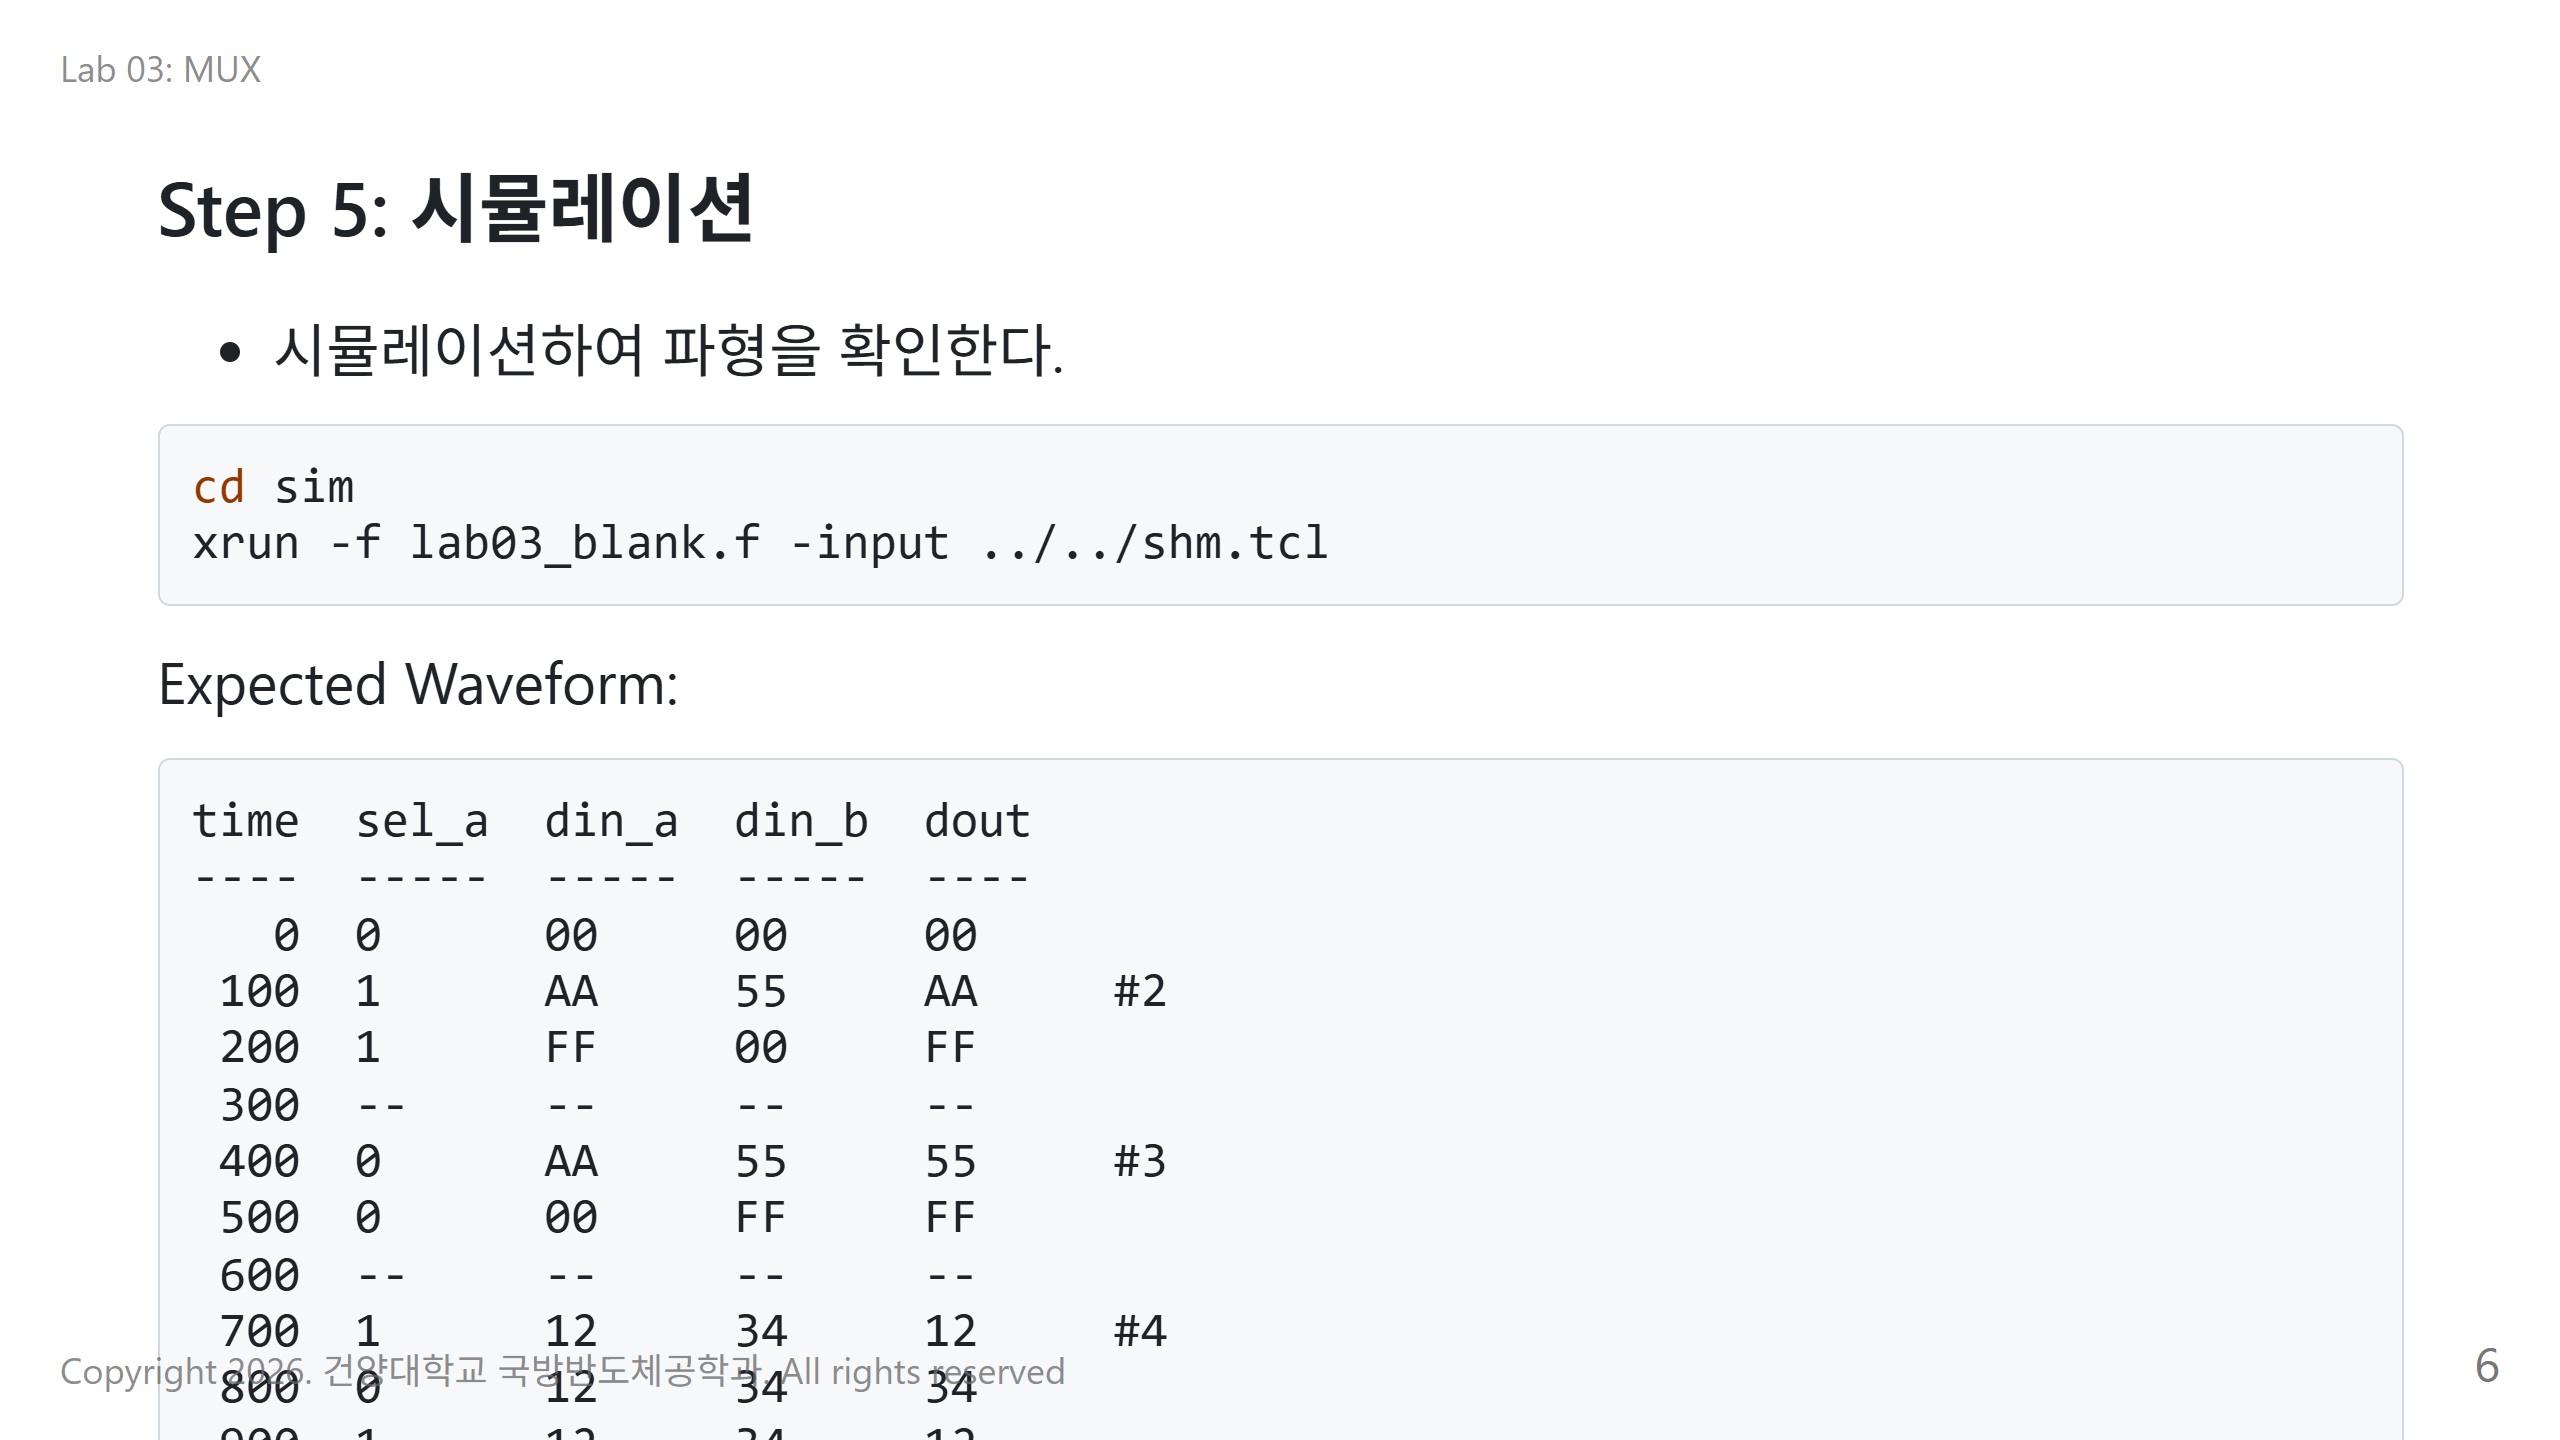 Lab 03: MUX
Step 5: 시뮬레이션
• 시뮬레이션하여 파형을 확인한다.
cd sim
xrun -f lab03_blank.f -input ../../shm.tcl
Expected Waveform:
time  sel_a  din_a  din_b  dout
----  -----  -----  -----  ----
   0  0      00     00     00
 100  1      AA     55     AA     #2
 200  1      FF     00     FF
 300  --     --     --     --
 400  0      AA     55     55     #3
 500  0      00     FF     FF
 600  --     --     --     --
 700  1      12     34     12     #4
 800  0      12     34     34
 900  1      12     34     12
Copyright 2026. 건양대학교 국방반도체공학과. All rights reserved
6